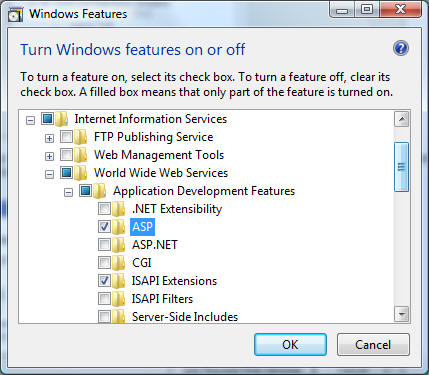 Windows Features
Turn Windows features on or off
To turn a feature on, select its check box. To turn a feature off, clear its
check box. A filled box means that only part of the feature is turned on.
Internet Information Services
FTP Publishing Service
Web Management Tools
World Wide Web Services
Application Development Features
.NET Extensibility
ASP
ASP.NET
CGI
ISAPI Extensions
ISAPI Filters
Server-Side Includes
OK Cancel